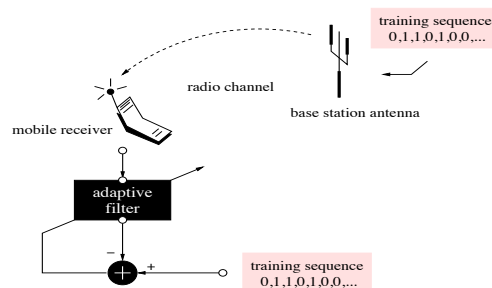 training sequence
0,1,1,0,1,0,0,...
radio channel
base station antenna
mobile receiver
adaptive
filter
−
+
+
training sequence
0,1,1,0,1,0,0,...